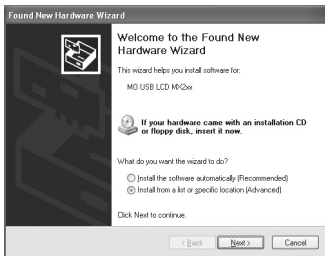 Found New Hardware Wizard
Welcome to the Found New
Hardware Wizard
This wizard helps you install software for:
MO USB LCD MX2xx
If your hardware came with an installation CD
or floppy disk, insert it now.
What do you want the wizard to do?
Install the software automatically (Recommended)
Install from a list or specific location (Advanced)
Click Next to continue.
< Back Next > Cancel